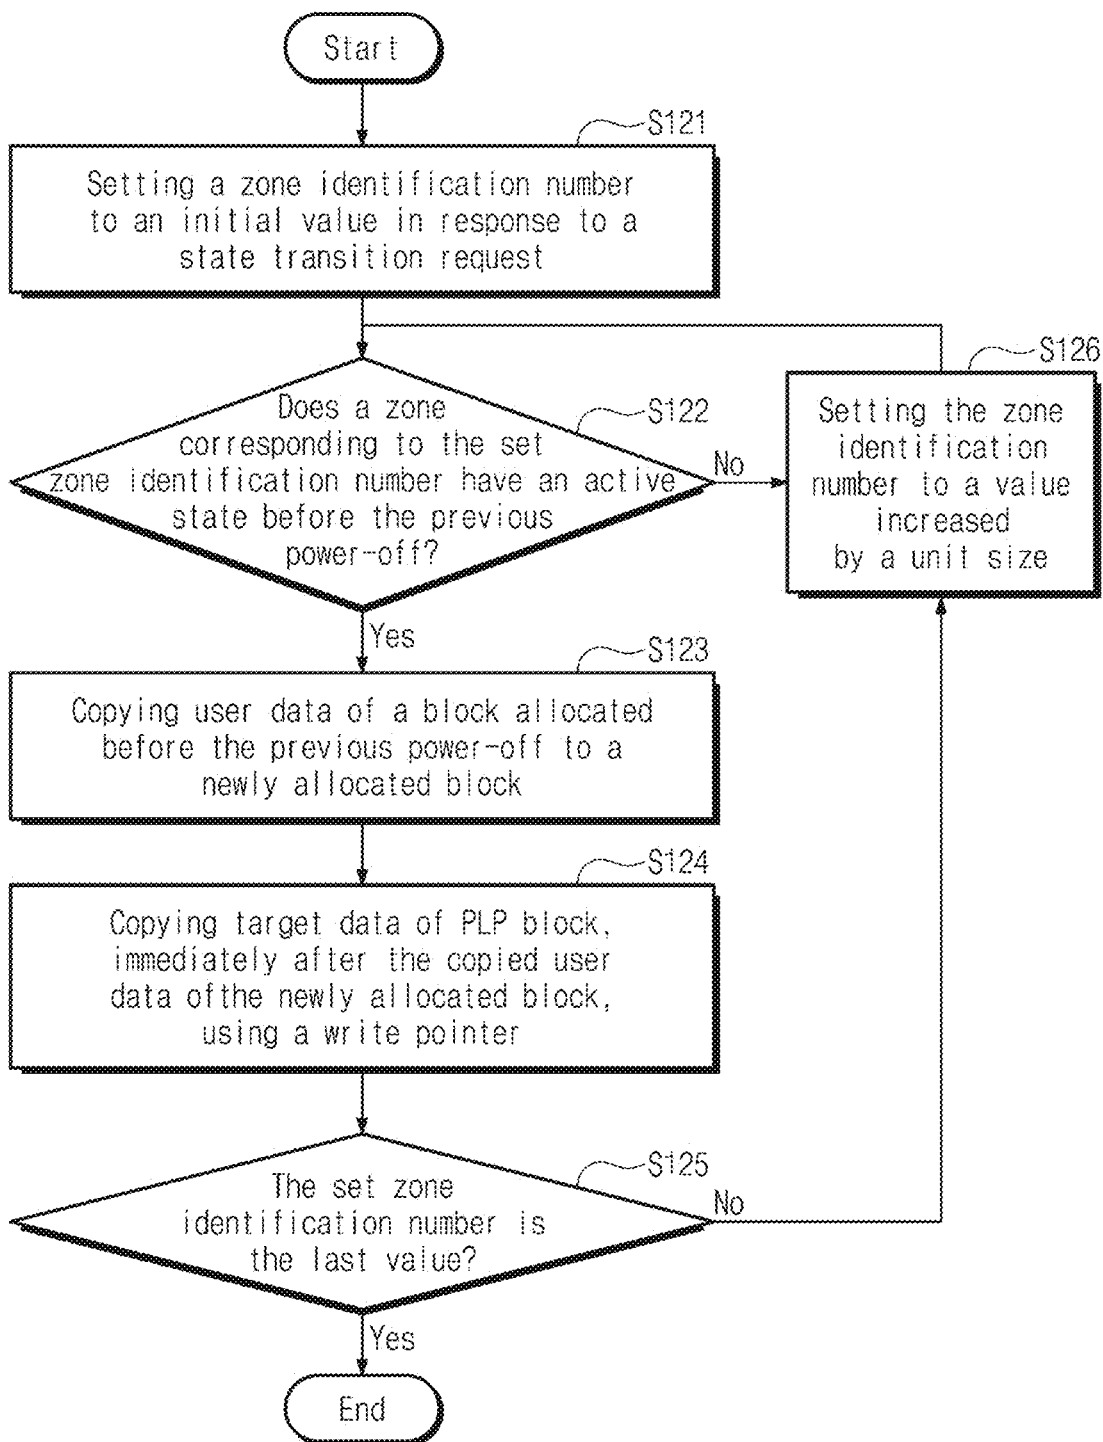 Start
S121
Setting a zone identification number
to an initial value in response to a
state transition request
S122
Does a zone
corresponding to the set
zone identification number have an active
state before the previous
power-off?
No
S126
Setting the zone
identification
number to a value
increased
by a unit size
Yes
S123
Copying user data of a block allocated
before the previous power-off to a
newly allocated block
S124
Copying target data of PLP block,
immediately after the copied user
data ofthe newly allocated block,
using a write pointer
S125
The set zone
identification number is
the last value?
No
Yes
End